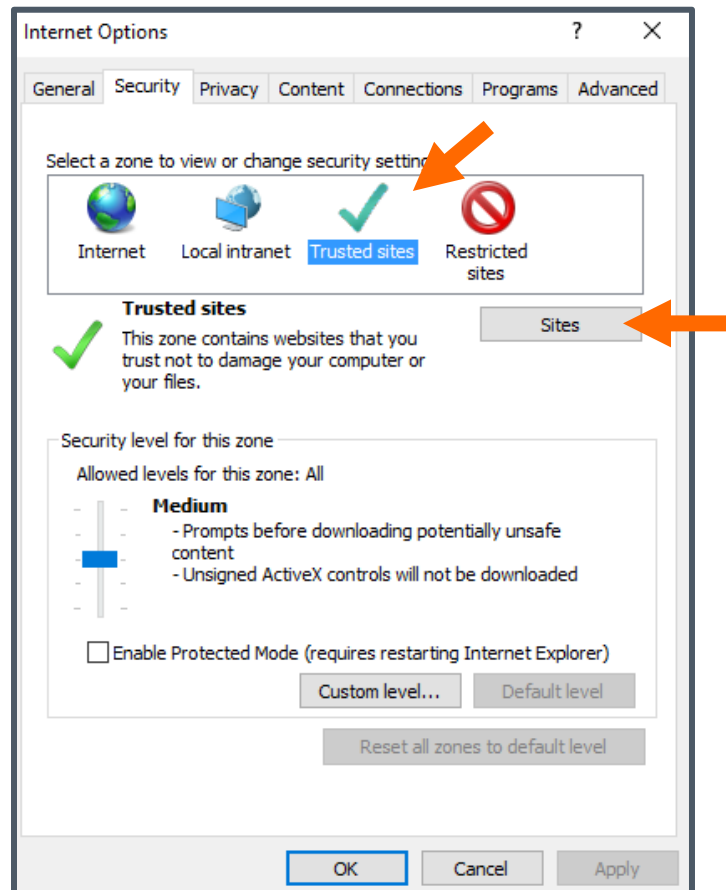 Internet Options ? X
General Security Privacy Content Connections Programs Advanced
Select a zone to view or change security
Internet Local intranet Trusted sites Restricted
sites
Trusted sites
This zone contains websites that you
trust not to damage your computer or
your files.
Sites
Security level for this zone
Allowed levels for this zone: All
Medium
- Prompts before downloading potentially unsafe
content
- Unsigned ActiveX controls will not be downloaded
Enable Protected Mode (requires restarting Internet Explorer)
Custom level... Default level
Reset all zones to default level
OK Cancel Apply